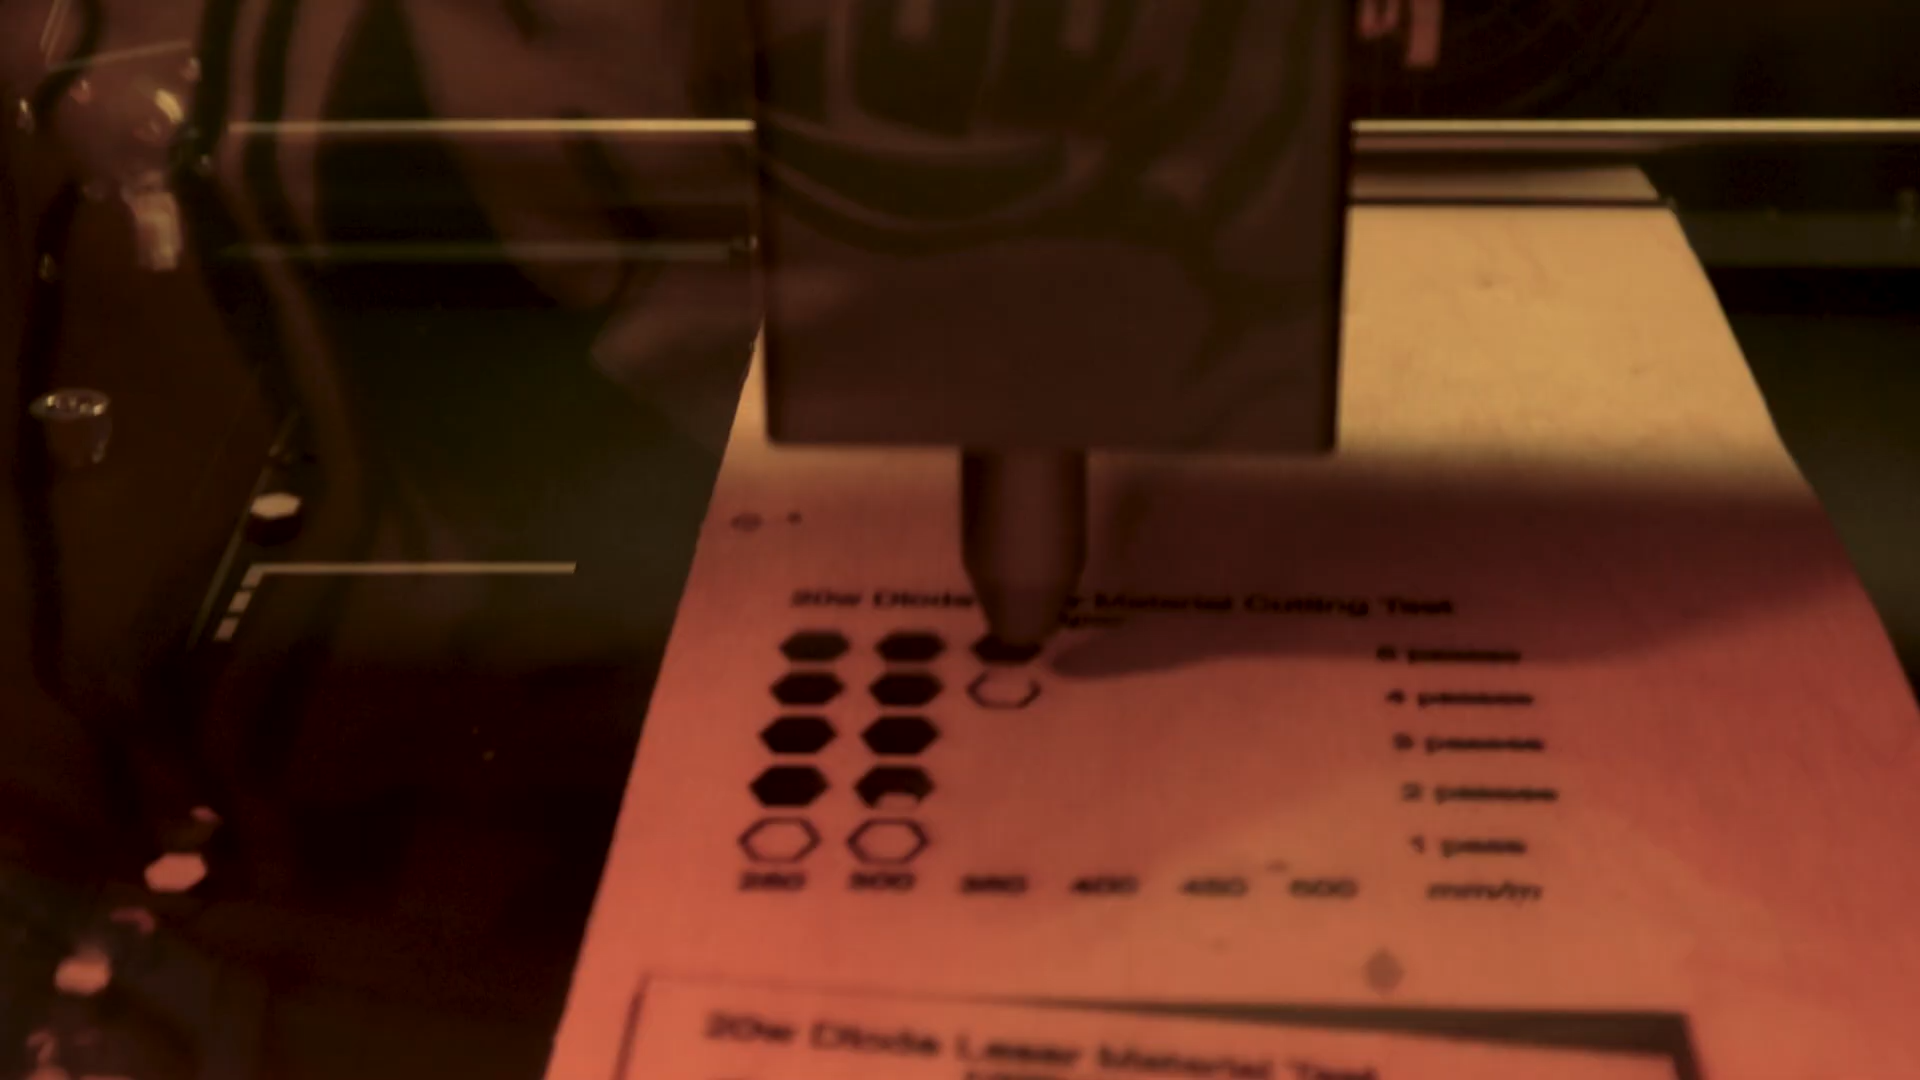 20w Diode Material Cutting Test
6 passes
4 passes
3 passes
2 passes
1 pass
250 300 350 400 450 500 mm/m
20w Diode Laser Material Test